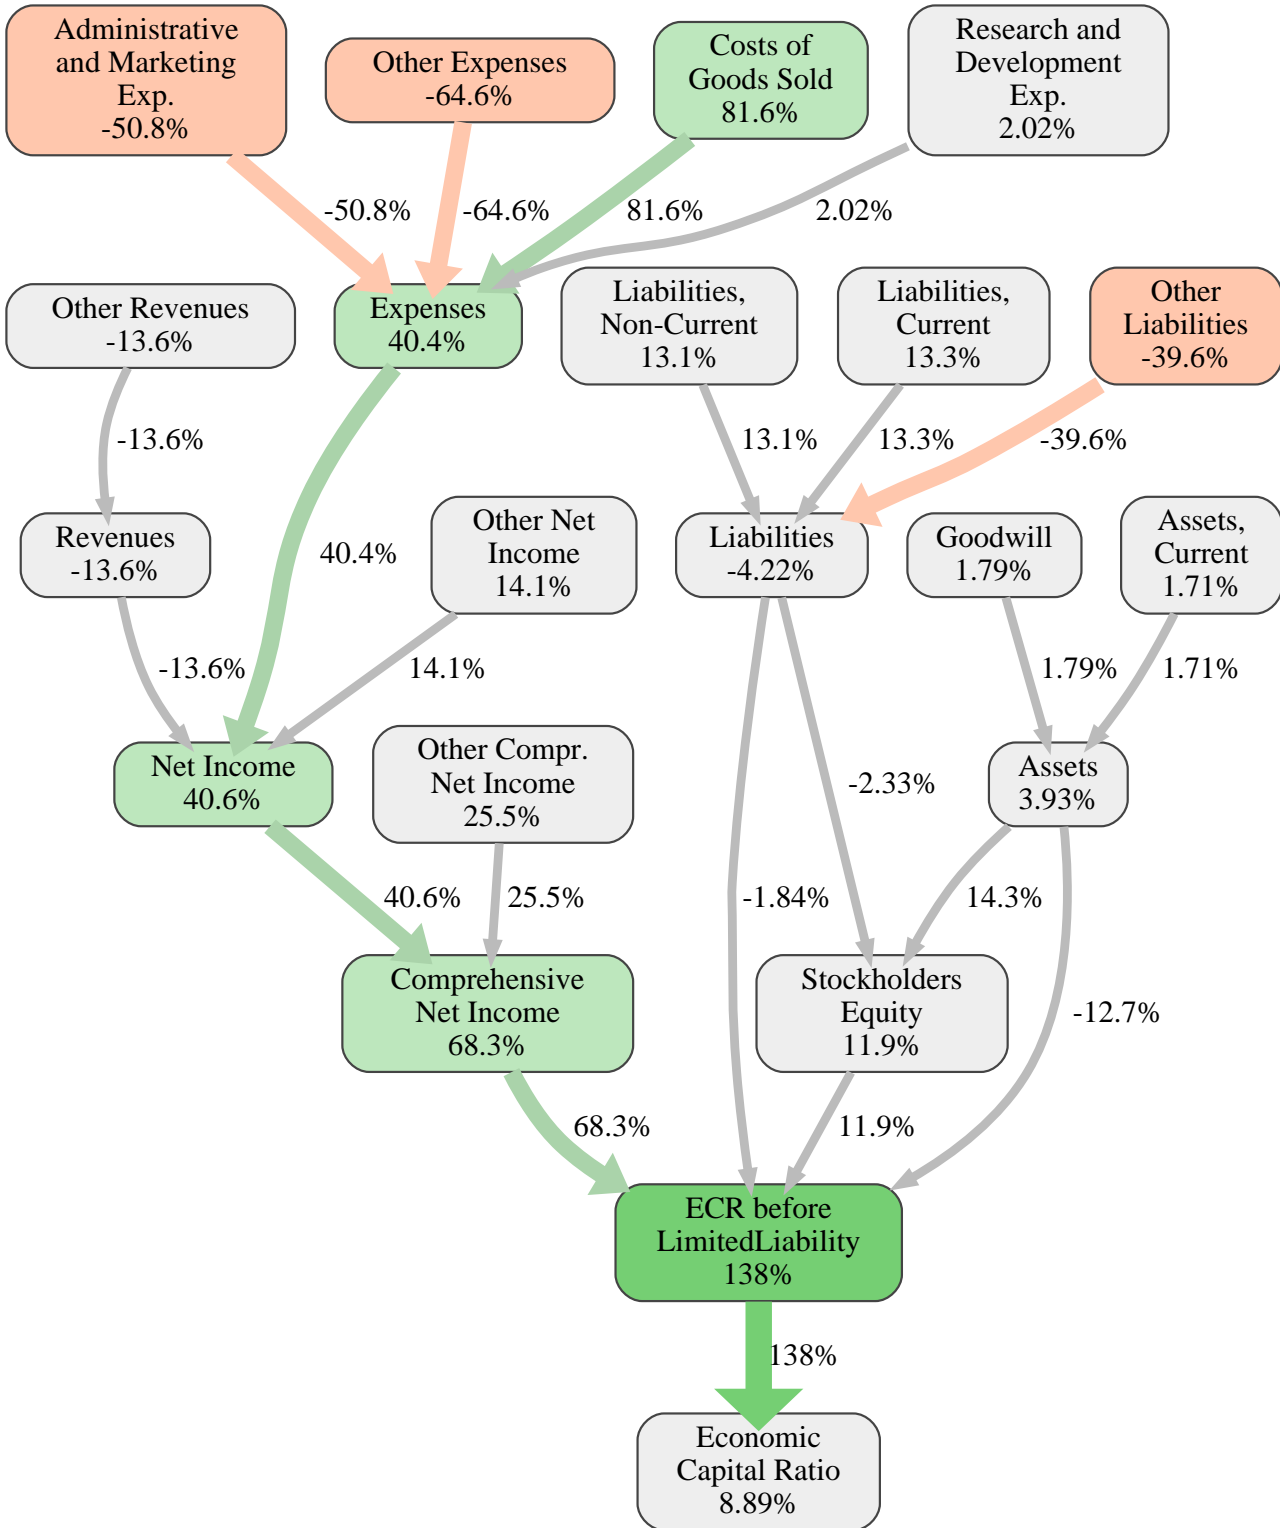 Administrative
and Marketing
Exp.
-50.8%
Other Expenses
-64.6%
Costs of
Goods Sold
81.6%
Research and
Development
Exp.
2.02%
-50.8%
-64.6%
81.6%
2.02%
Other Revenues
-13.6%
Expenses
40.4%
Liabilities,
Non-Current
13.1%
Liabilities,
Current
13.3%
Other
Liabilities
-39.6%
-13.6%
13.1%
13.3%
-39.6%
Revenues
-13.6%
40.4%
Other Net
Income
14.1%
Liabilities
-4.22%
Goodwill
1.79%
Assets,
Current
1.71%
-13.6%
14.1%
1.79%
1.71%
Net Income
40.6%
Other Compr.
Net Income
25.5%
-2.33%
Assets
3.93%
40.6%
25.5%
-1.84%
14.3%
Comprehensive
Net Income
68.3%
Stockholders
Equity
11.9%
-12.7%
68.3%
11.9%
ECR before
LimitedLiability
138%
138%
Economic
Capital Ratio
8.89%